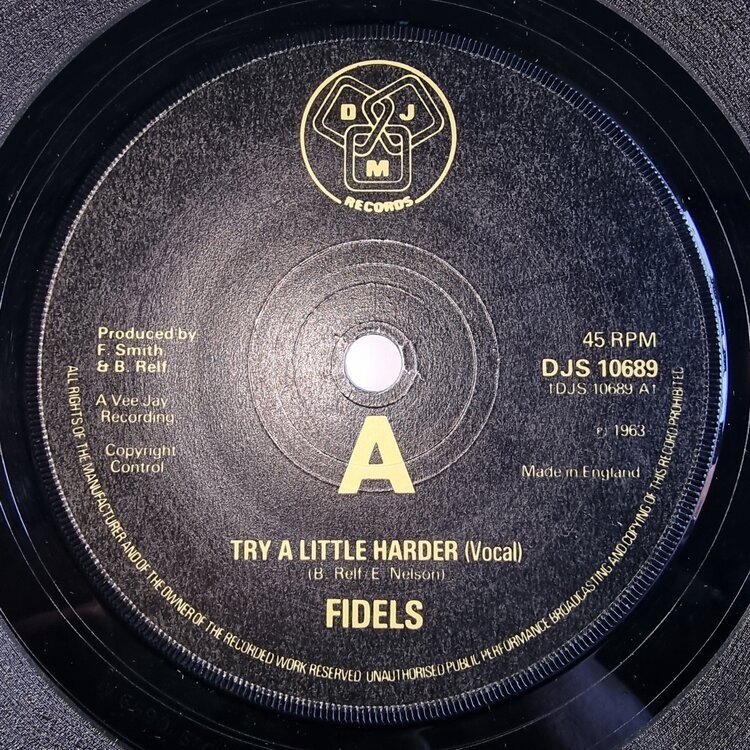 D J
M
RECORDS
Produced by
F. Smith
& B. Relf
A Vee Jay
Recording
Copyright
Control
45 RPM
DJS 10689
↑DJS 10689 A↑
℗ 1963
Made in England
A
TRY A LITTLE HARDER (Vocal)
(B. Relf/E. Nelson)
FIDELS
ALL RIGHTS OF THE MANUFACTURER AND OF THE OWNER OF THE RECORDED WORK RESERVED UNAUTHORISED PUBLIC PERFORMANCE BROADCASTING AND COPYING OF THIS RECORD PROHIBITED